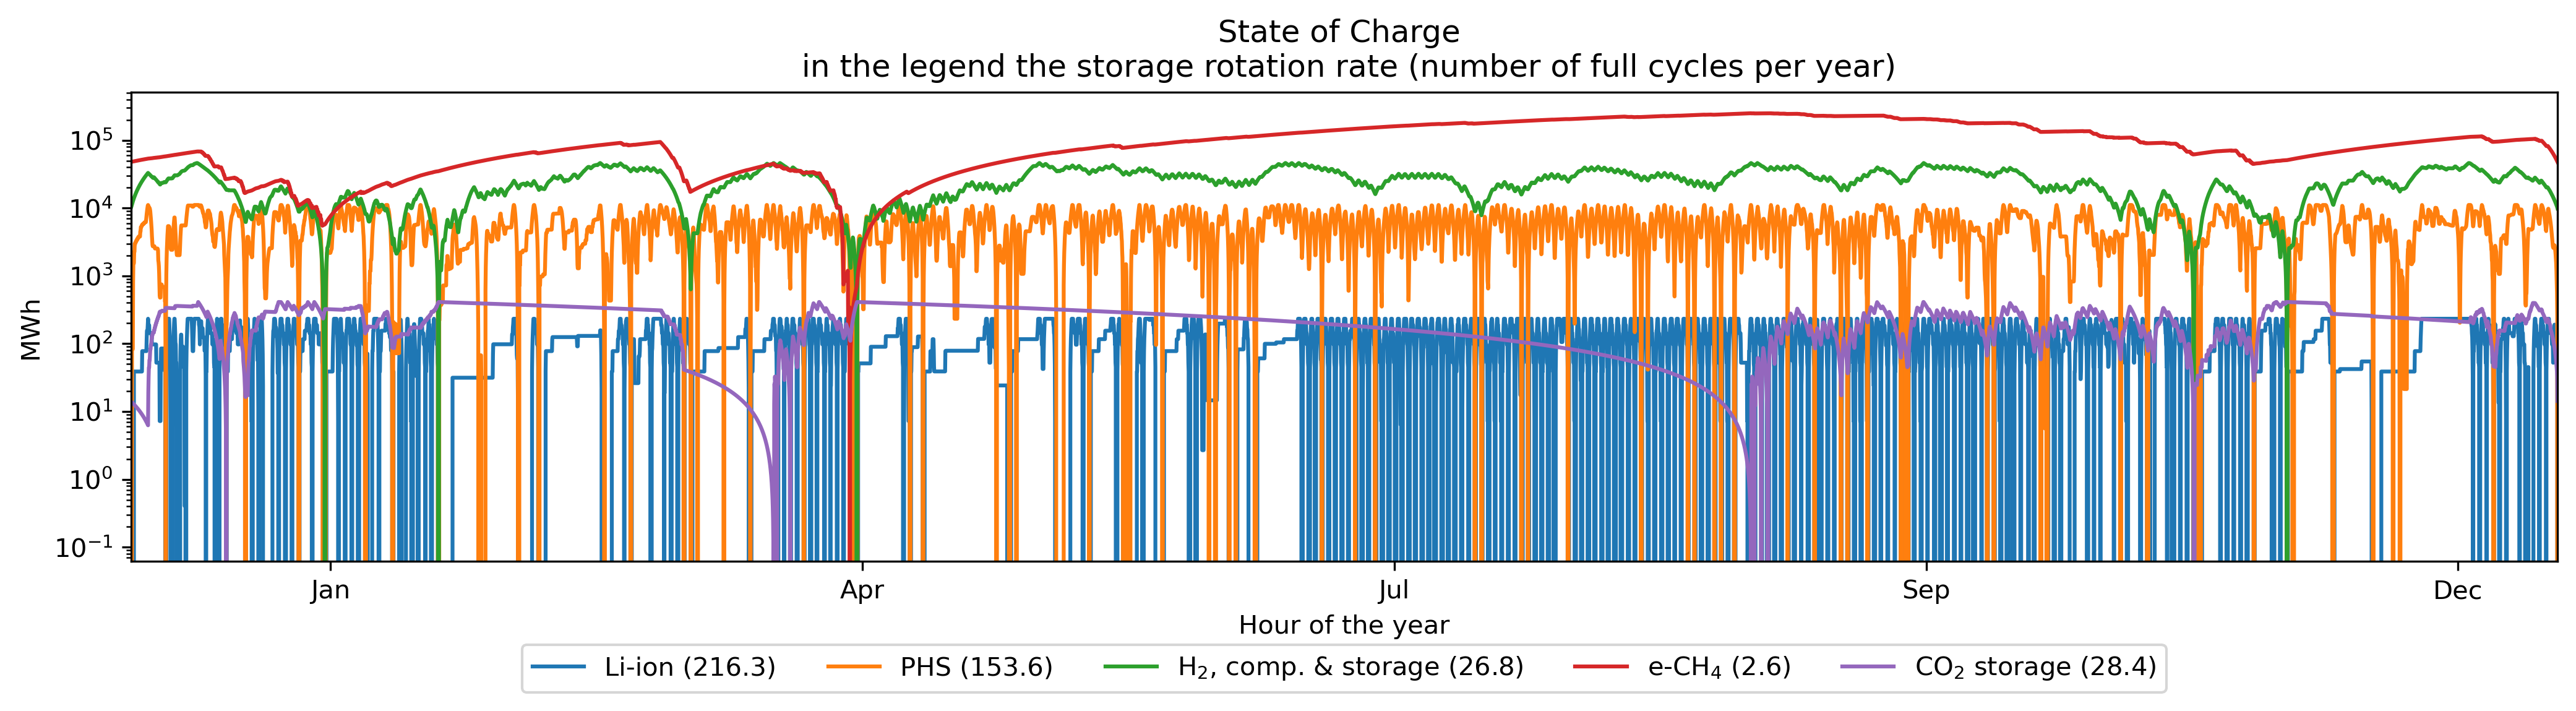 State of Charge
in the legend the storage rotation rate (number of full cycles per year)
MWh
10⁵
10⁴
10³
10²
10¹
10⁰
10⁻¹
Jan Apr Jul Sep Dec
Hour of the year
Li-ion (216.3) PHS (153.6) H₂, comp. & storage (26.8) e-CH₄ (2.6) CO₂ storage (28.4)